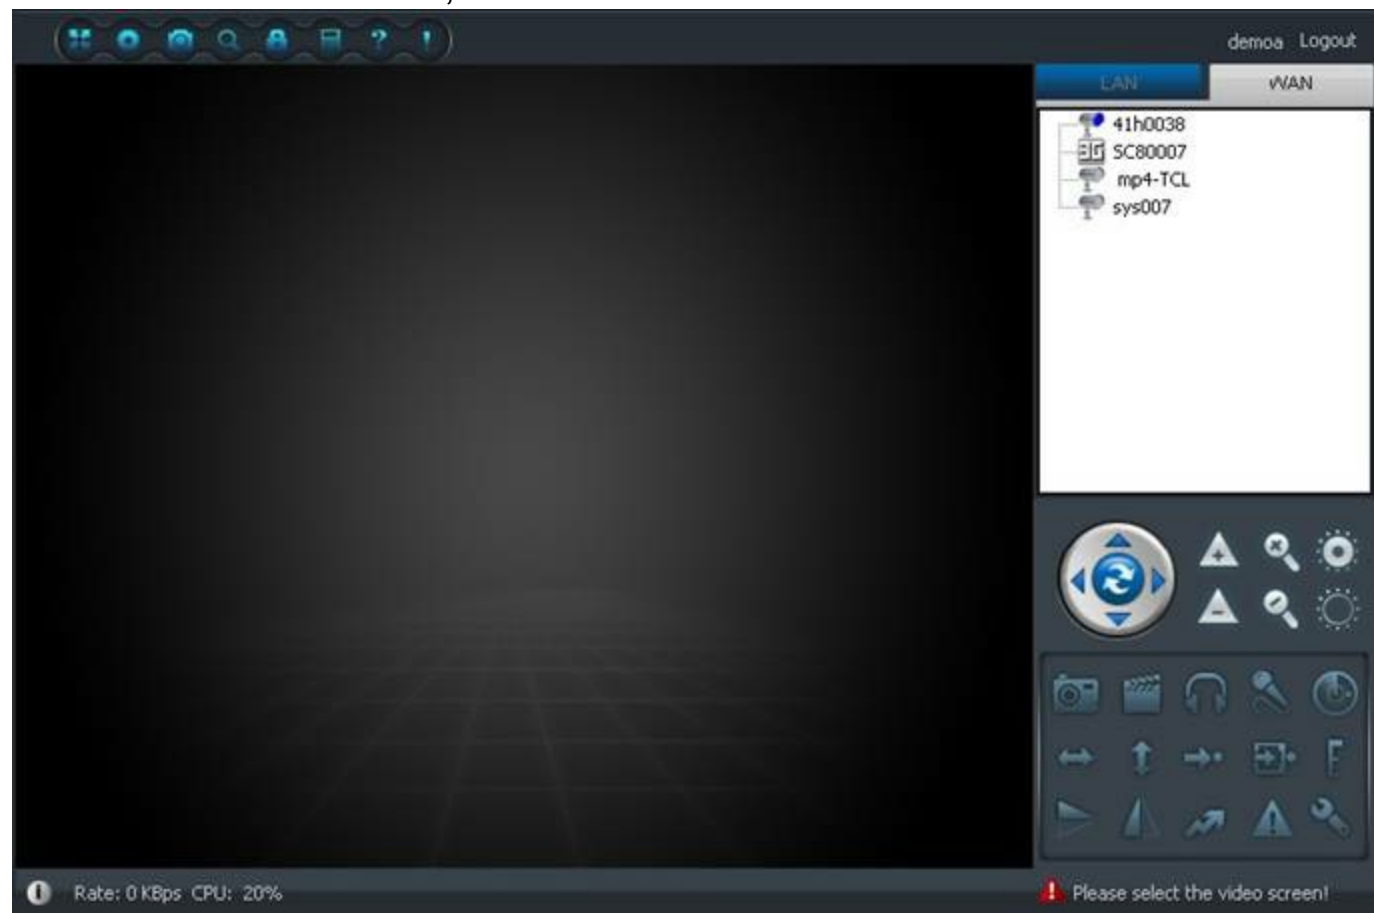 demoa Logout
LAN WAN
41h0038
SC80007
mp4-TCL
sys007
Rate: 0 KBps CPU: 20%
Please select the video screen!